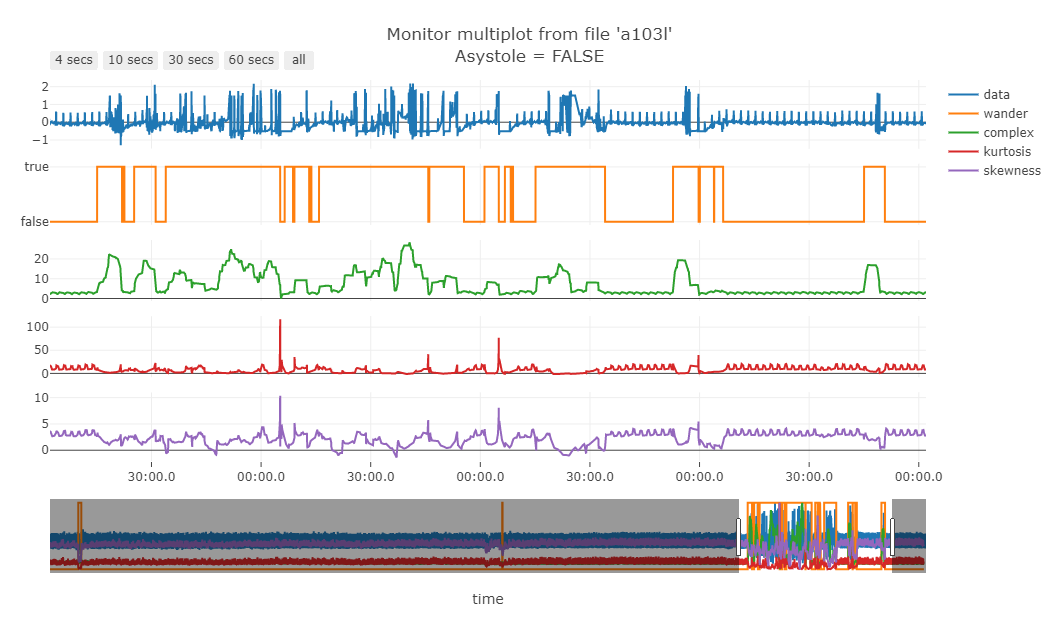 Monitor multiplot from file 'a103l'
Asystole = FALSE
4 secs 10 secs 30 secs 60 secs all
2
1
0
−1
true
false
20
10
0
100
50
0
10
5
0
30:00.0 00:00.0 30:00.0 00:00.0 30:00.0 00:00.0 30:00.0 00:00.0
time
data
wander
complex
kurtosis
skewness